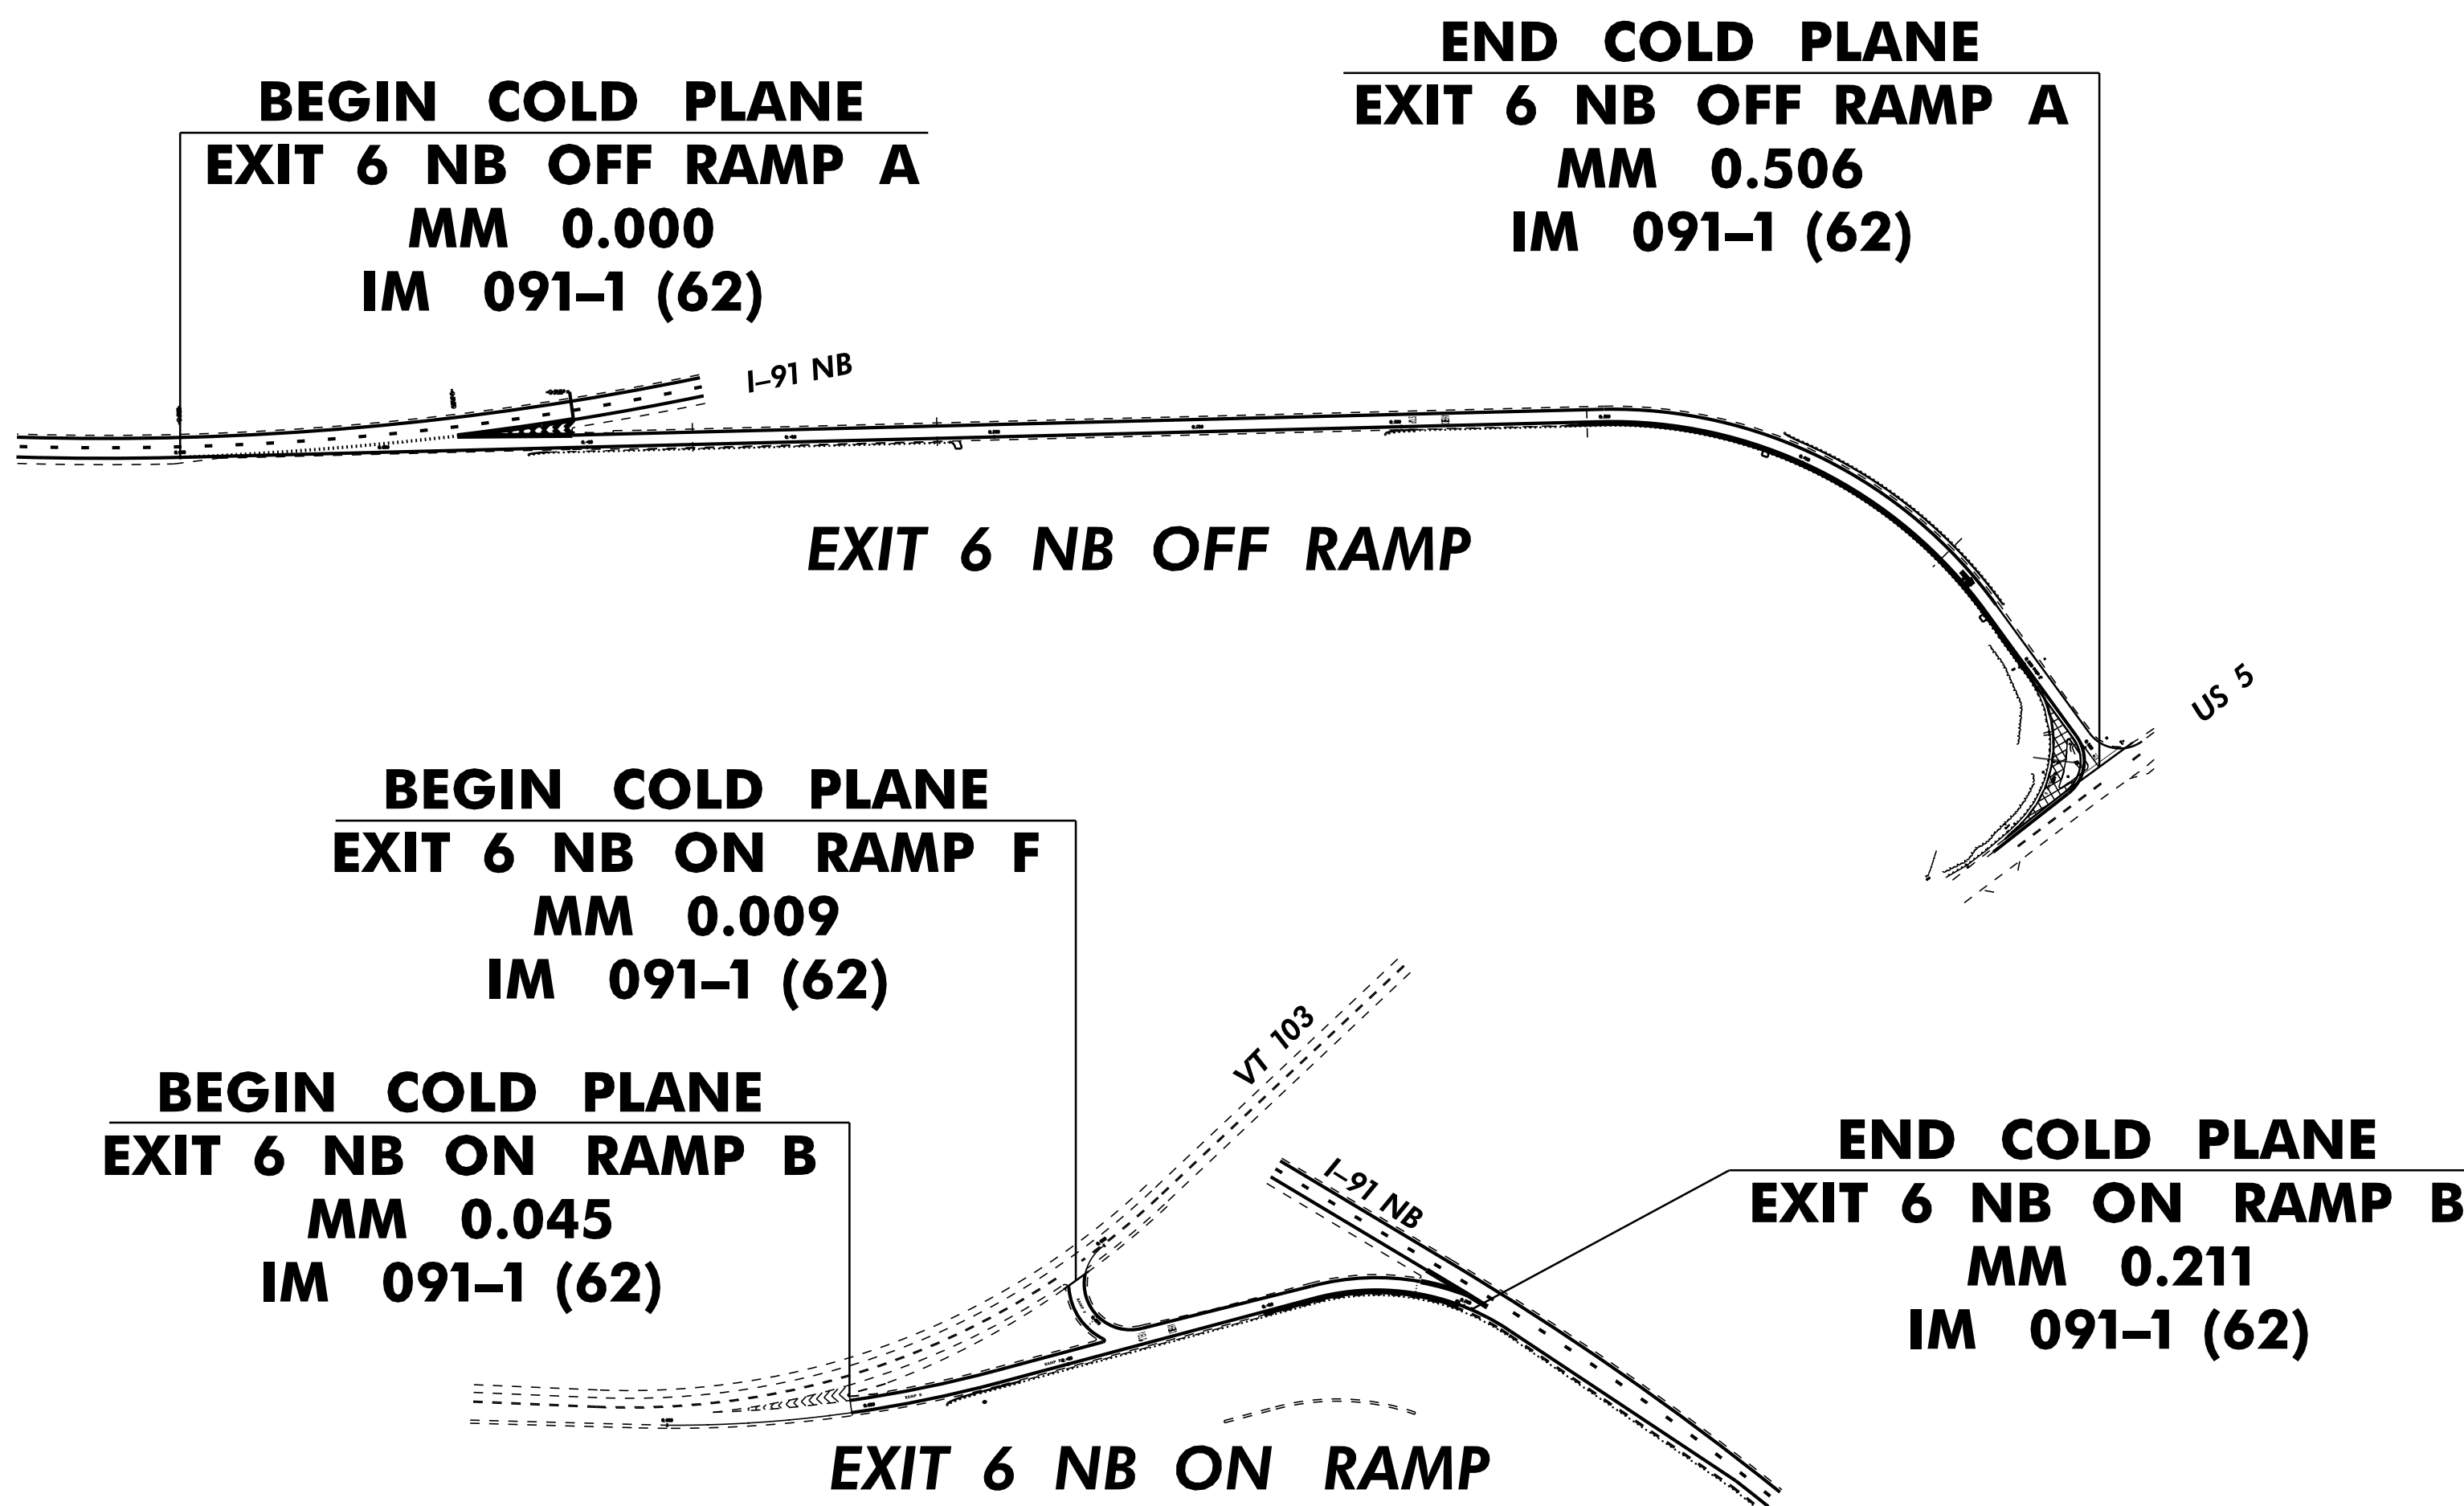 BEGIN COLD PLANE
EXIT 6 NB OFF RAMP A
MM 0.000
IM 091–1 (62)
END COLD PLANE
EXIT 6 NB OFF RAMP A
MM 0.506
IM 091–1 (62)
I–91 NB
EXIT 6 NB OFF RAMP
US 5
BEGIN COLD PLANE
EXIT 6 NB ON RAMP F
MM 0.009
IM 091–1 (62)
VT 103
BEGIN COLD PLANE
EXIT 6 NB ON RAMP B
MM 0.045
IM 091–1 (62)
I–91 NB
END COLD PLANE
EXIT 6 NB ON RAMP B
MM 0.211
IM 091–1 (62)
EXIT 6 NB ON RAMP